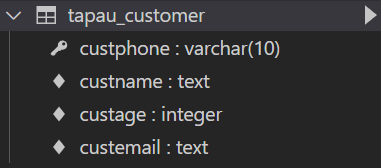 tapau_customer
custphone : varchar(10)
custname : text
custage : integer
custemail : text